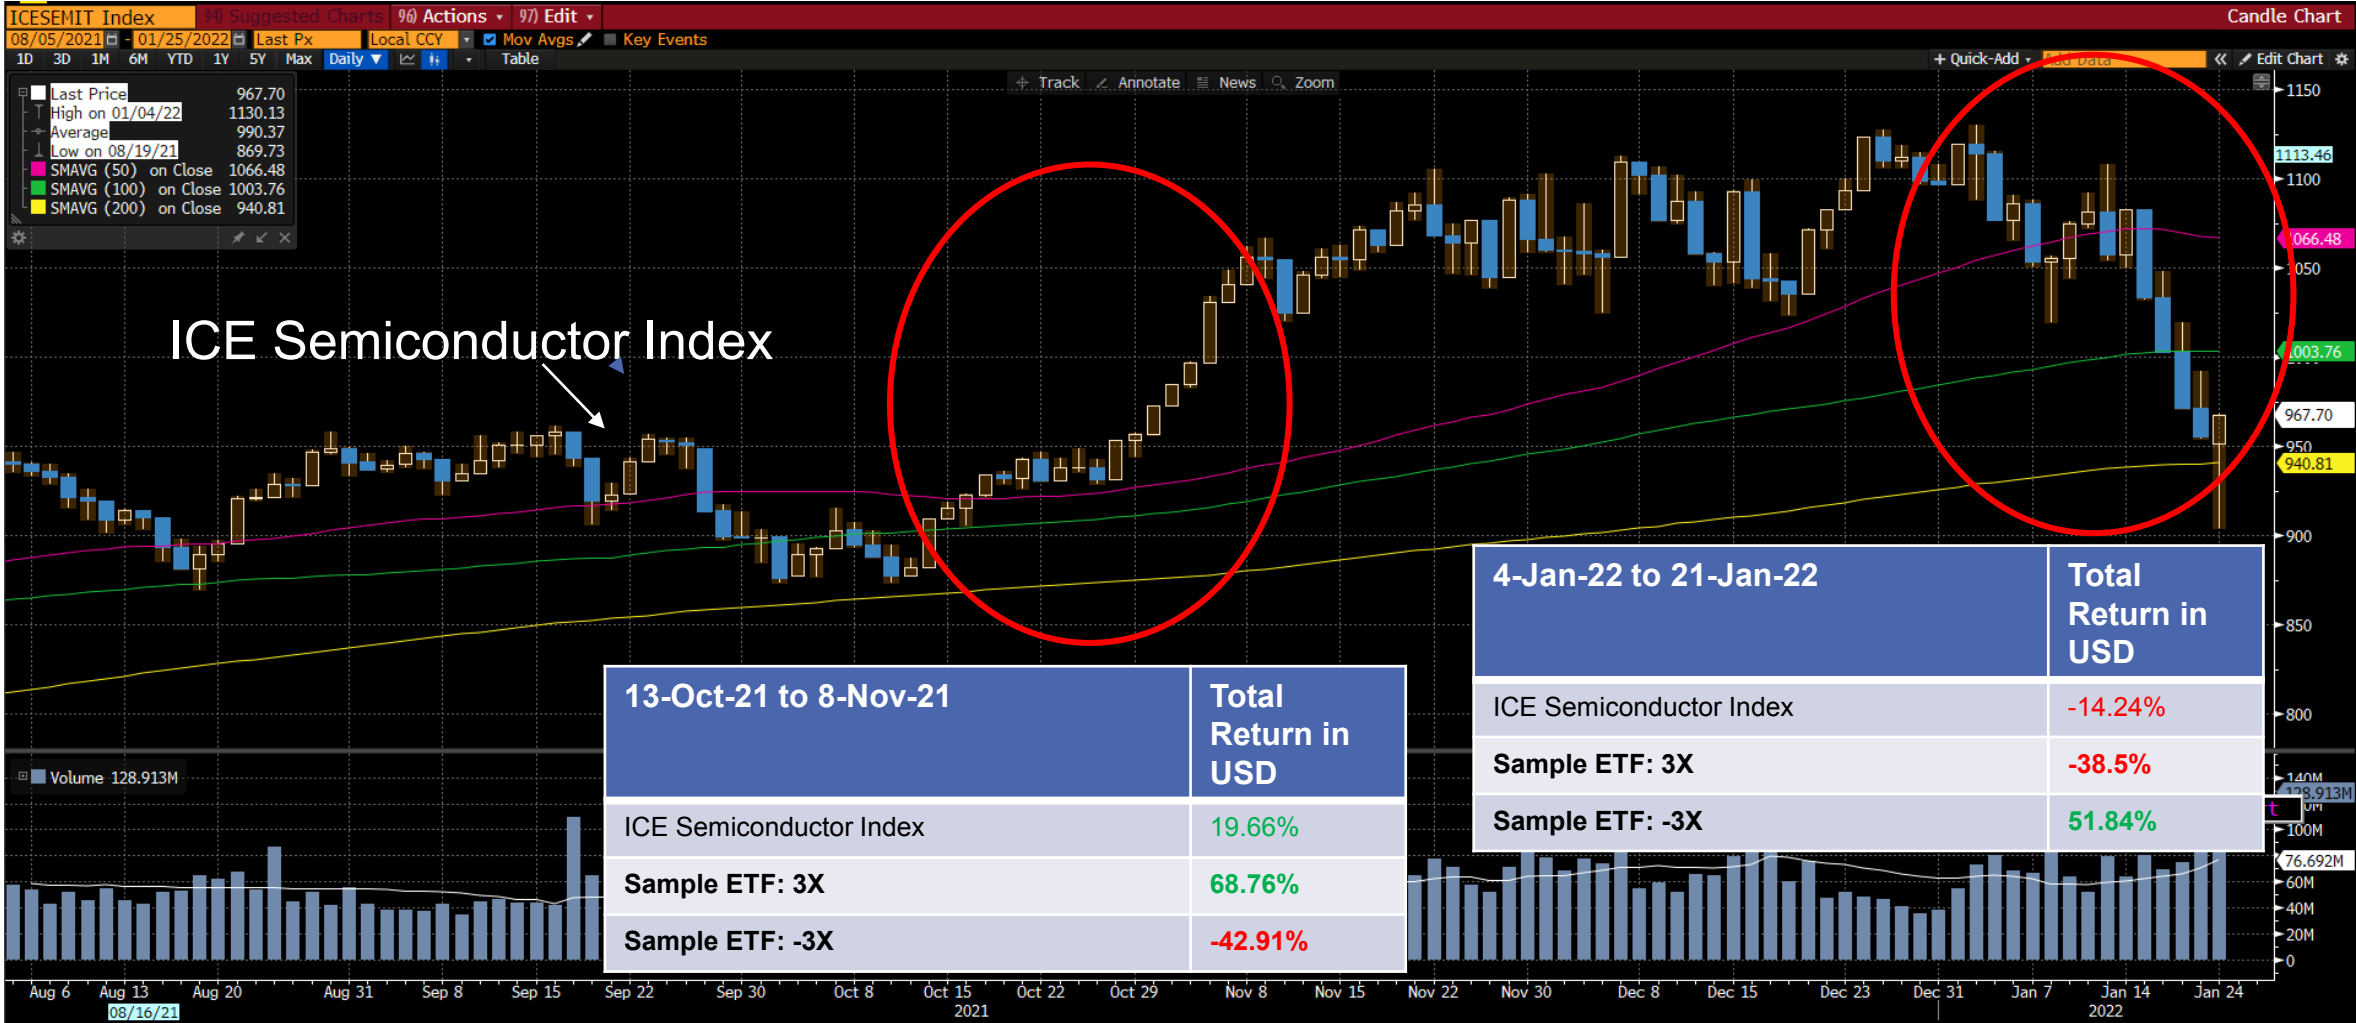 ICESEMIT Index 94) Suggested Charts 96) Actions 97) Edit Candle Chart
08/05/2021 - 01/25/2022 Last Px Local CCY Mov Avgs Key Events
1D 3D 1M 6M YTD 1Y 5Y Max Daily ▼ Table + Quick-Add Add Data « Edit Chart
Track Annotate News Zoom
Last Price 967.70
High on 01/04/22 1130.13
Average 990.37
Low on 08/19/21 869.73
SMAVG (50) on Close 1066.48
SMAVG (100) on Close 1003.76
SMAVG (200) on Close 940.81
1150
1113.46
1100
1066.48
1050
1003.76
967.70
950
940.81
900
850
800
ICE Semiconductor Index
13-Oct-21 to 8-Nov-21 Total Return in USD
ICE Semiconductor Index 19.66%
Sample ETF: 3X 68.76%
Sample ETF: -3X -42.91%
4-Jan-22 to 21-Jan-22 Total Return in USD
ICE Semiconductor Index -14.24%
Sample ETF: 3X -38.5%
Sample ETF: -3X 51.84%
Volume 128.913M
140M
128.913M
t
100M
76.692M
60M
40M
20M
0
Aug 6 Aug 13 Aug 20 Aug 31 Sep 8 Sep 15 Sep 22 Sep 30 Oct 8 Oct 15 Oct 22 Oct 29 Nov 8 Nov 15 Nov 22 Nov 30 Dec 8 Dec 15 Dec 23 Dec 31 Jan 7 Jan 14 Jan 24
08/16/21 2021 2022